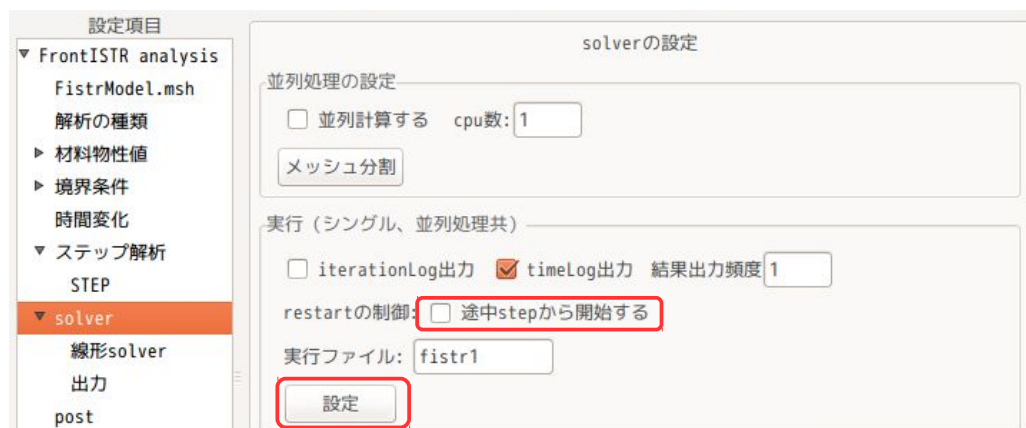 設定項目
FrontISTR analysis
FistrModel.msh
解析の種類
材料物性値
境界条件
時間変化
ステップ解析
STEP
solver
線形solver
出力
post
solverの設定
並列処理の設定
並列計算する cpu数: 1
メッシュ分割
実行（シングル、並列処理共）
iterationLog出力 timeLog出力 結果出力頻度 1
restartの制御: 途中stepから開始する
実行ファイル: fistr1
設定